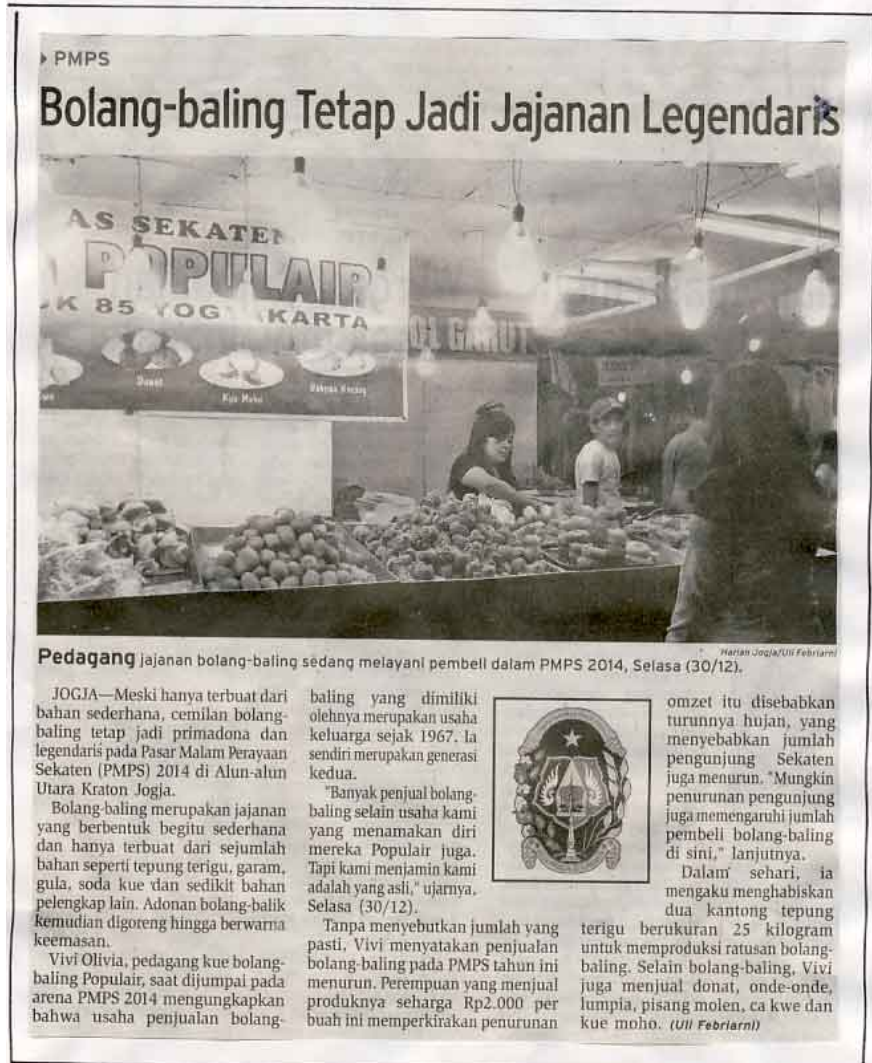 PMPS
Bolang-baling Tetap Jadi Jajanan Legendaris
AS SEKATEN
POPULAIR
K 85 YOGYAKARTA
Donat
Kue Moho
Bakpao Kacang
Harian Jogja/Uli Febriarni
Pedagang jajanan bolang-baling sedang melayani pembeli dalam PMPS 2014, Selasa (30/12).
JOGJA—Meski hanya terbuat dari
bahan sederhana, cemilan bolang-
baling tetap jadi primadona dan
legendaris pada Pasar Malam Perayaan
Sekaten (PMPS) 2014 di Alun-alun
Utara Kraton Jogja.
Bolang-baling merupakan jajanan
yang berbentuk begitu sederhana
dan hanya terbuat dari sejumlah
bahan seperti tepung terigu, garam,
gula, soda kue dan sedikit bahan
pelengkap lain. Adonan bolang-balik
kemudian digoreng hingga berwarna
keemasan.
Vivi Olivia, pedagang kue bolang-
baling Populair, saat dijumpai pada
arena PMPS 2014 mengungkapkan
bahwa usaha penjualan bolang-
baling yang dimiliki
olehnya merupakan usaha
keluarga sejak 1967. Ia
sendiri merupakan generasi
kedua.
"Banyak penjual bolang-
baling selain usaha kami
yang menamakan diri
mereka Populair juga.
Tapi kami menjamin kami
adalah yang asli," ujarnya,
Selasa (30/12).
Tanpa menyebutkan jumlah yang
pasti, Vivi menyatakan penjualan
bolang-baling pada PMPS tahun ini
menurun. Perempuan yang menjual
produknya seharga Rp2.000 per
buah ini memperkirakan penurunan
omzet itu disebabkan
turunnya hujan, yang
menyebabkan jumlah
pengunjung Sekaten
juga menurun. "Mungkin
penurunan pengunjung
juga memengaruhi jumlah
pembeli bolang-baling
di sini," lanjutnya.
Dalam sehari, ia
mengaku menghabiskan
dua kantong tepung
terigu berukuran 25 kilogram
untuk memproduksi ratusan bolang-
baling. Selain bolang-baling, Vivi
juga menjual donat, onde-onde,
lumpia, pisang molen, ca kwe dan
kue moho. (Uli Febriarni)